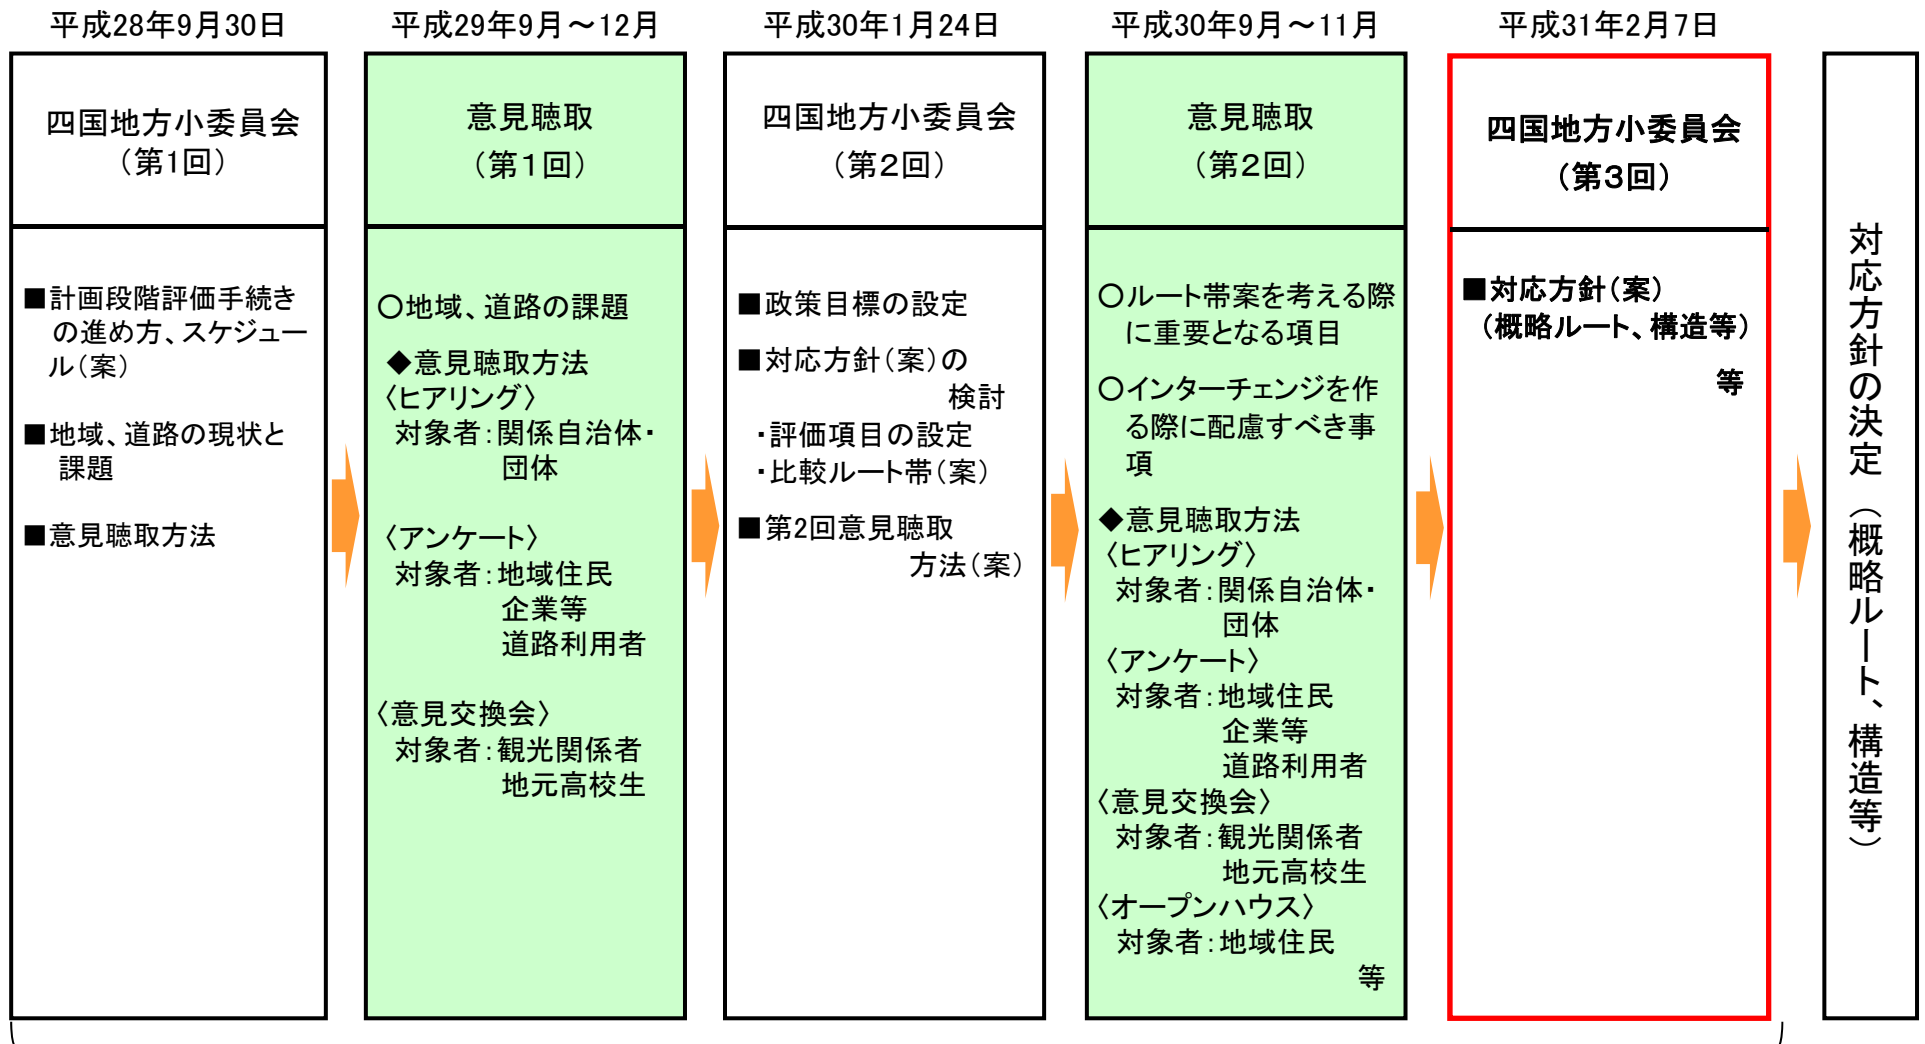 平成28年9月30日
四国地方小委員会
（第1回）
■計画段階評価手続き
の進め方、スケジュー
ル（案）
■地域、道路の現状と
課題
■意見聴取方法
平成29年9月～12月
意見聴取
（第１回）
〇地域、道路の課題
◆意見聴取方法
〈ヒアリング〉
対象者：関係自治体・
団体
〈アンケート〉
対象者：地域住民
企業等
道路利用者
〈意見交換会〉
対象者：観光関係者
地元高校生
平成30年1月24日
四国地方小委員会
（第２回）
■政策目標の設定
■対応方針（案）の
検討
・評価項目の設定
・比較ルート帯（案）
■第2回意見聴取
方法（案）
平成30年9月～11月
意見聴取
（第２回）
〇ルート帯案を考える際
に重要となる項目
〇インターチェンジを作
る際に配慮すべき事
項
◆意見聴取方法
〈ヒアリング〉
対象者：関係自治体・
団体
〈アンケート〉
対象者：地域住民
企業等
道路利用者
〈意見交換会〉
対象者：観光関係者
地元高校生
〈オープンハウス〉
対象者：地域住民
等
平成31年2月7日
四国地方小委員会
（第３回）
■対応方針（案）
（概略ルート、構造等）
等
対応方針の決定（概略ルート、構造等）